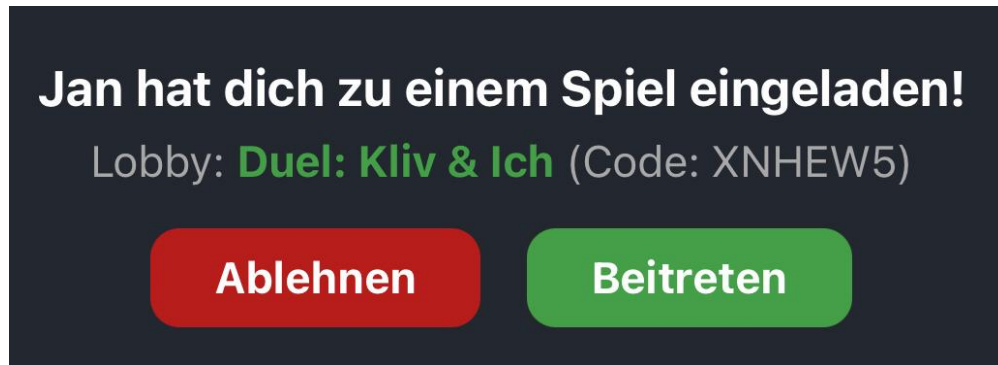 Jan hat dich zu einem Spiel eingeladen!
Lobby: Duel: Kliv & Ich (Code: XNHEW5)
Ablehnen
Beitreten